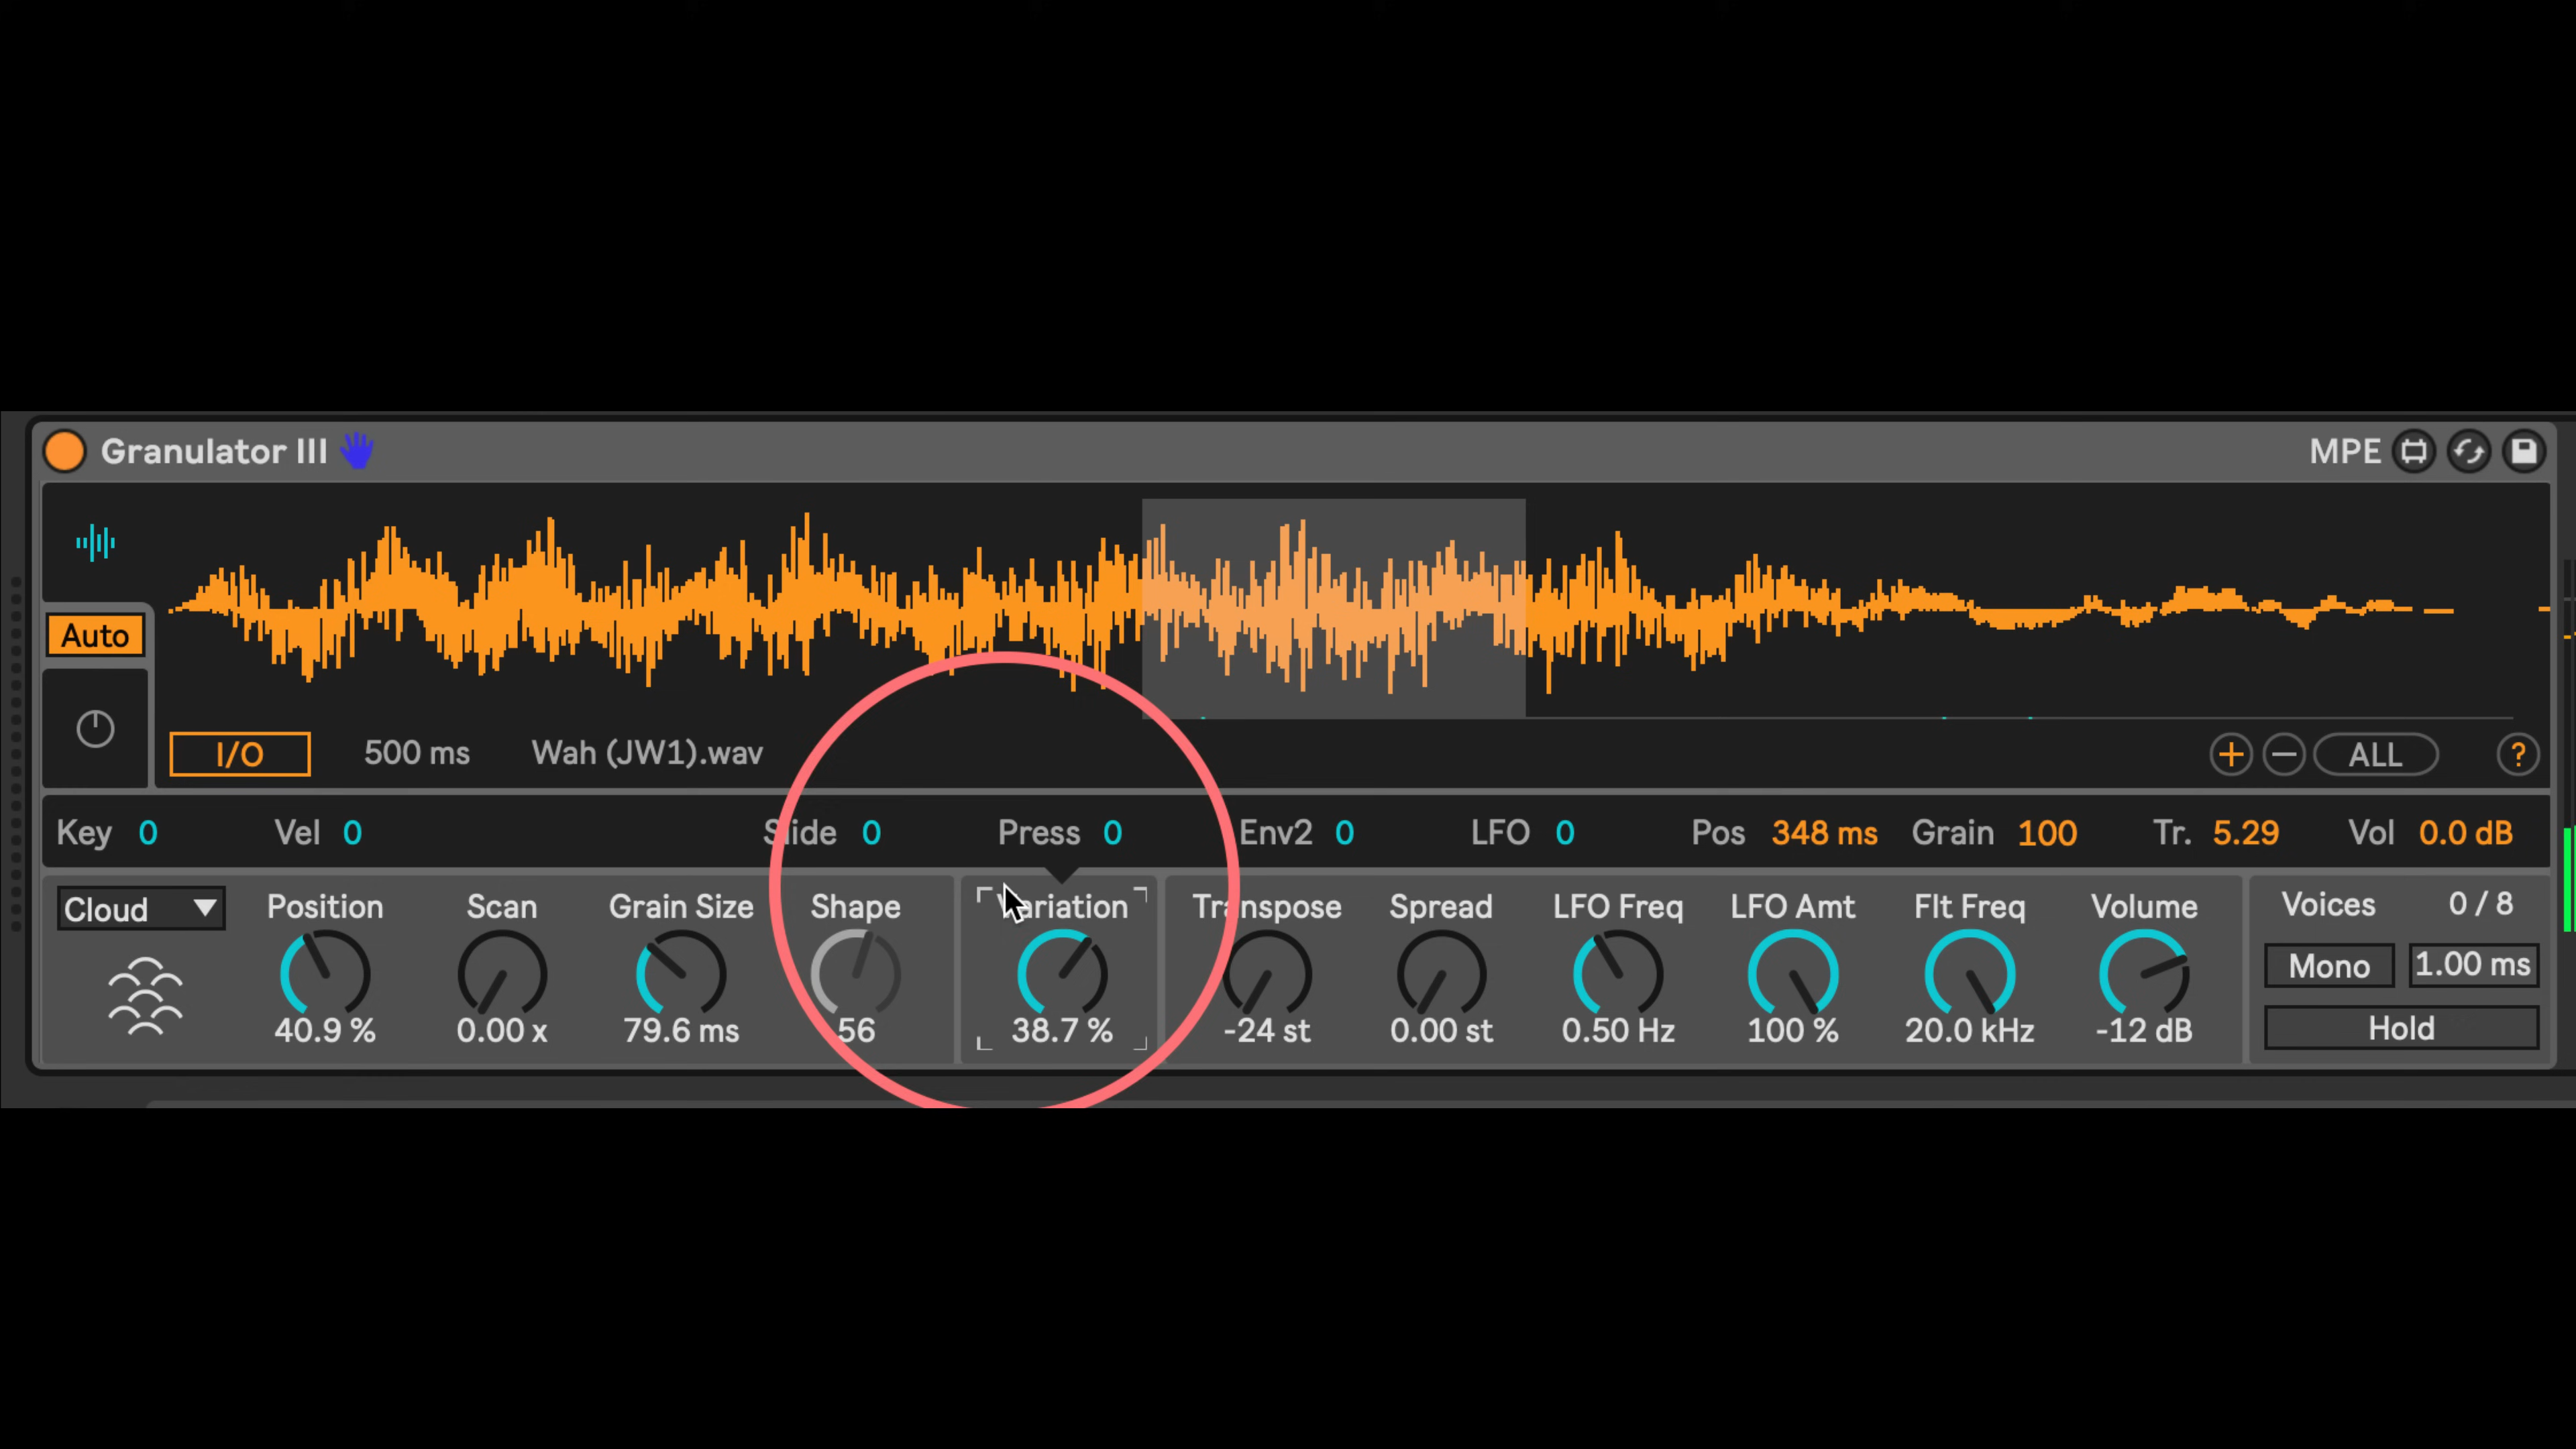 Granulator III MPE
Auto
I/O 500 ms Wah (JW1).wav ALL ?
Key 0 Vel 0 Slide 0 Press 0 Env2 0 LFO 0 Pos 348 ms Grain 100 Tr. 5.29 Vol 0.0 dB
Cloud Position Scan Grain Size Shape Variation Transpose Spread LFO Freq LFO Amt Flt Freq Volume Voices 0 / 8
Mono 1.00 ms
40.9 % 0.00 x 79.6 ms 56 38.7 % -24 st 0.00 st 0.50 Hz 100 % 20.0 kHz -12 dB Hold